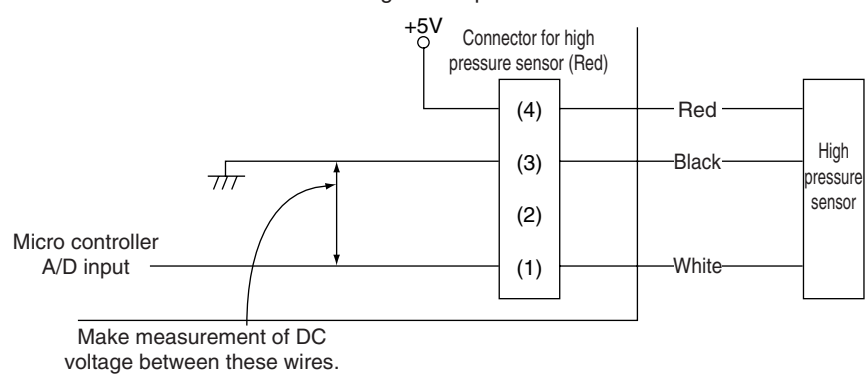 +5V
Connector for high
pressure sensor (Red)
(4)
Red
(3)
Black
High
pressure
sensor
(2)
Micro controller
A/D input
(1)
White
Make measurement of DC
voltage between these wires.